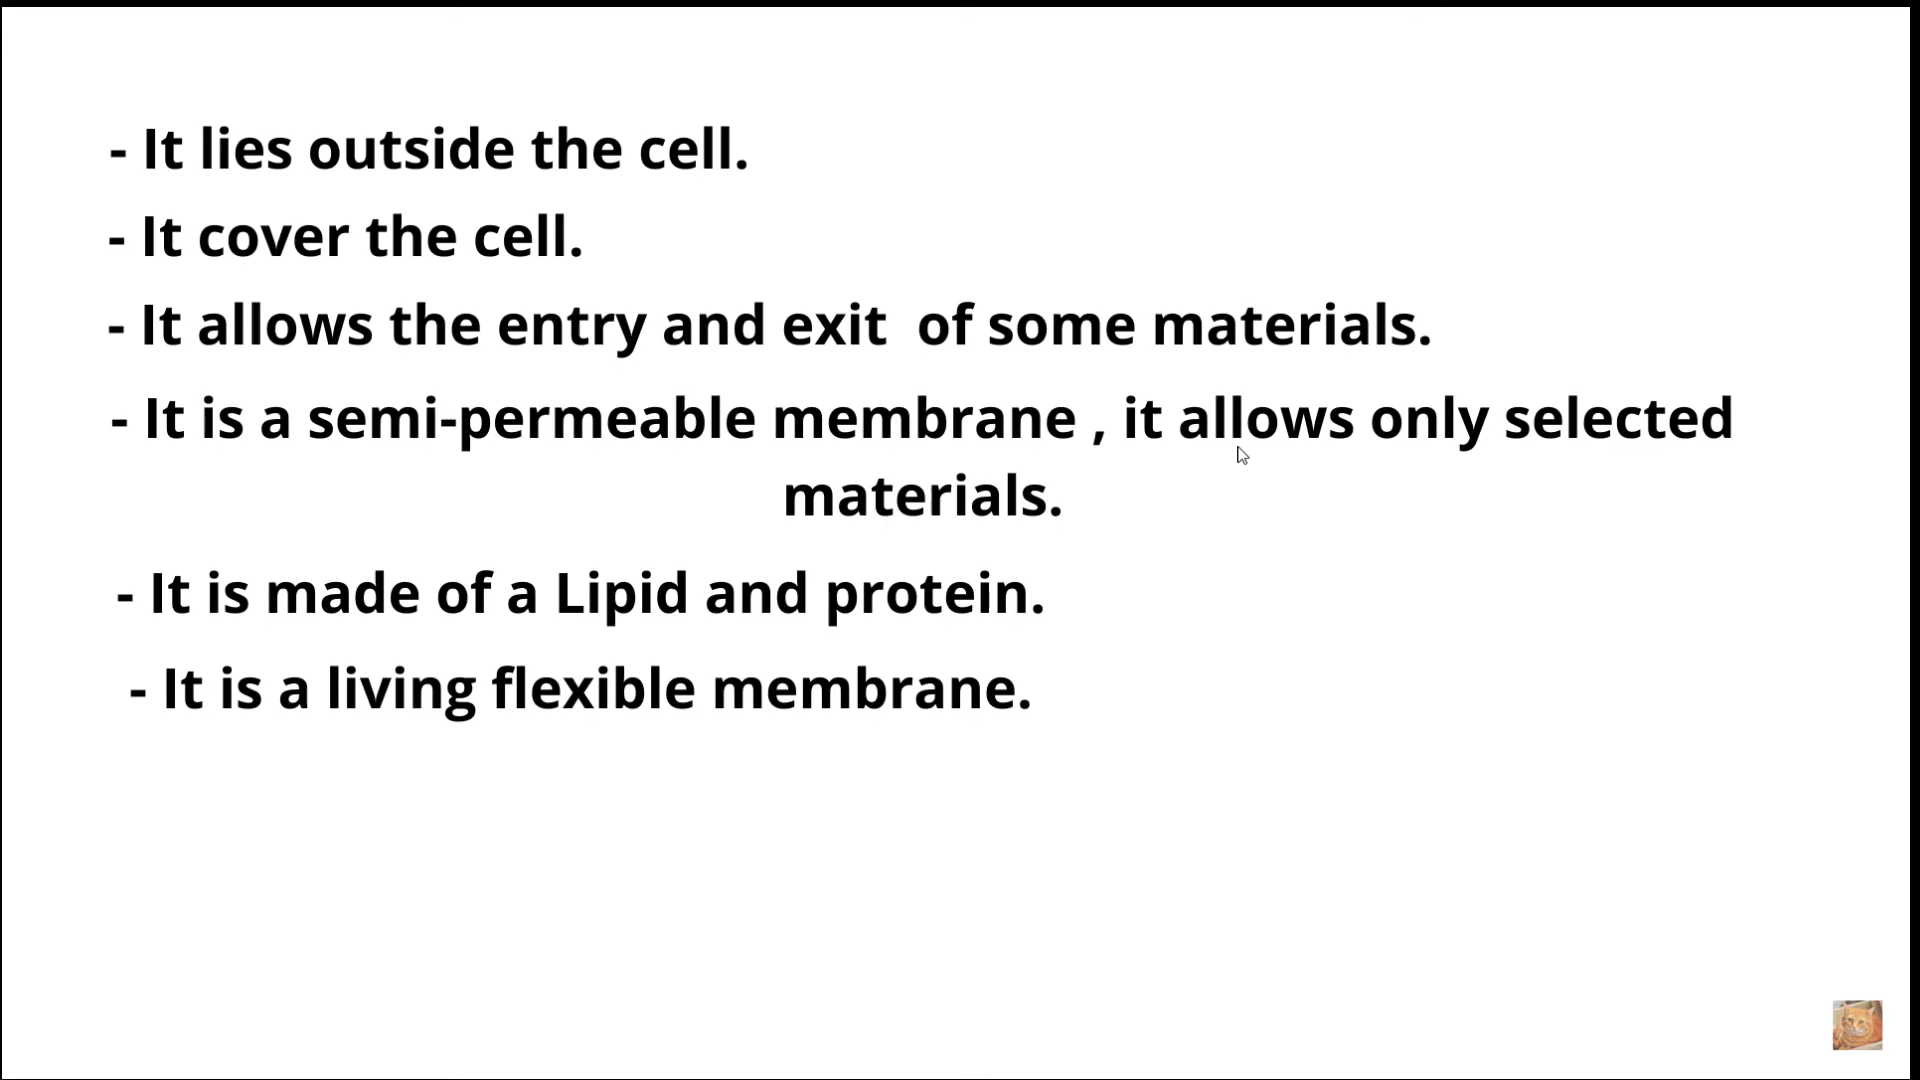 - It lies outside the cell.
- It cover the cell.
- It allows the entry and exit  of some materials.
- It is a semi-permeable membrane , it allows only selected
materials.
- It is made of a Lipid and protein.
- It is a living flexible membrane.